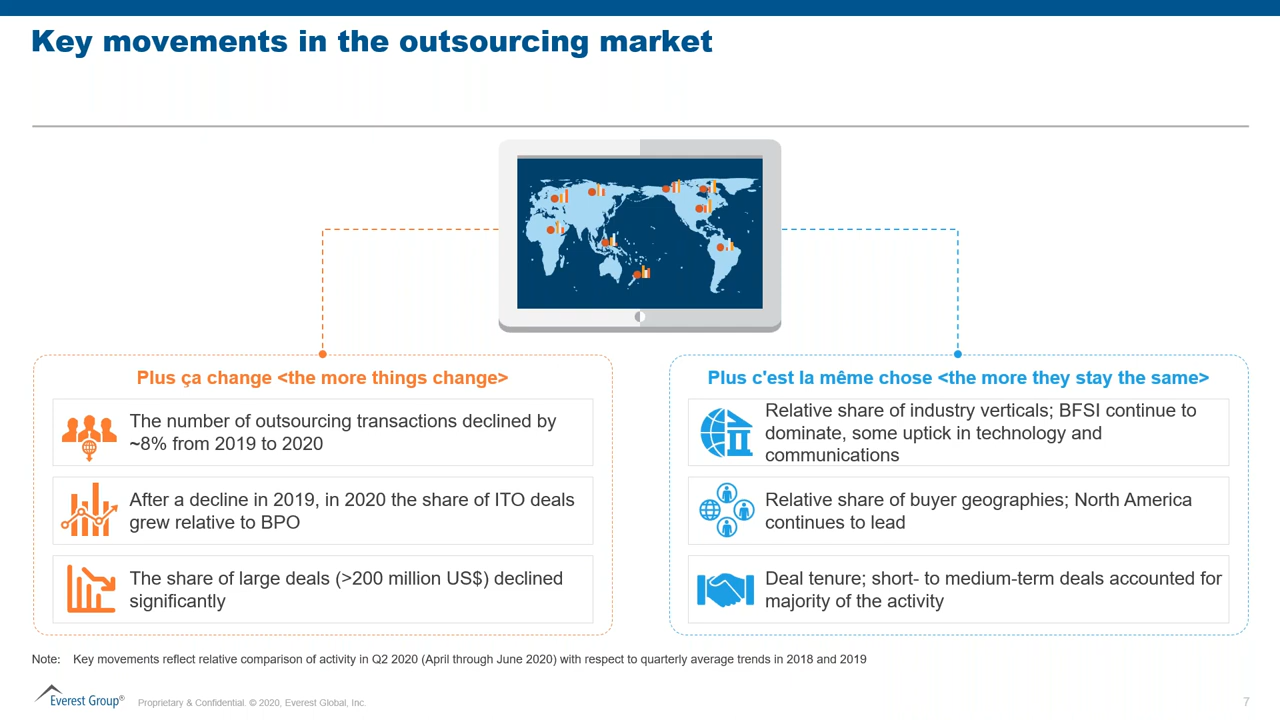 Key movements in the outsourcing market
Plus ça change <the more things change>
The number of outsourcing transactions declined by
~8% from 2019 to 2020
After a decline in 2019, in 2020 the share of ITO deals
grew relative to BPO
The share of large deals (>200 million US$) declined
significantly
Plus c'est la même chose <the more they stay the same>
Relative share of industry verticals; BFSI continue to
dominate, some uptick in technology and
communications
Relative share of buyer geographies; North America
continues to lead
Deal tenure; short- to medium-term deals accounted for
majority of the activity
Note: Key movements reflect relative comparison of activity in Q2 2020 (April through June 2020) with respect to quarterly average trends in 2018 and 2019
Everest Group® Proprietary & Confidential. © 2020, Everest Global, Inc. 7